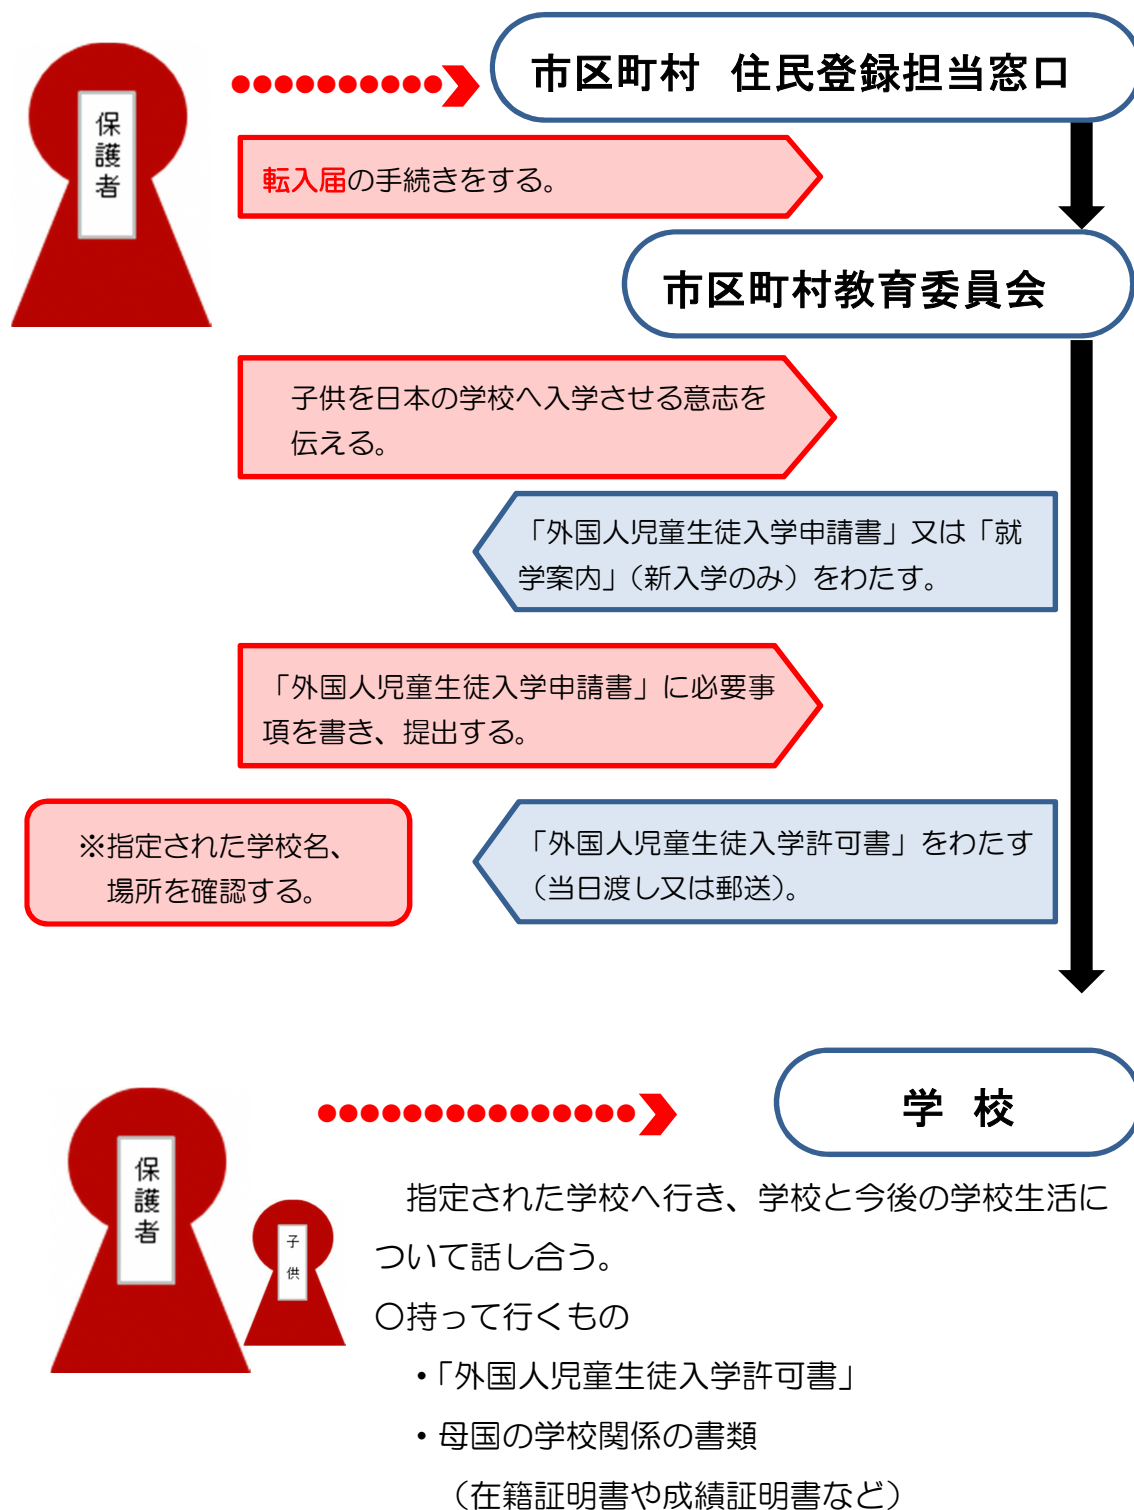 保護者
市区町村 住民登録担当窓口
転入届の手続きをする。
市区町村教育委員会
子供を日本の学校へ入学させる意志を
伝える。
「外国人児童生徒入学申請書」又は「就
学案内」（新入学のみ）をわたす。
「外国人児童生徒入学申請書」に必要事
項を書き、提出する。
※指定された学校名、
場所を確認する。
「外国人児童生徒入学許可書」をわたす
（当日渡し又は郵送）。
学 校
保護者
子供
指定された学校へ行き、学校と今後の学校生活に
ついて話し合う。
〇持って行くもの
・「外国人児童生徒入学許可書」
・母国の学校関係の書類
（在籍証明書や成績証明書など）